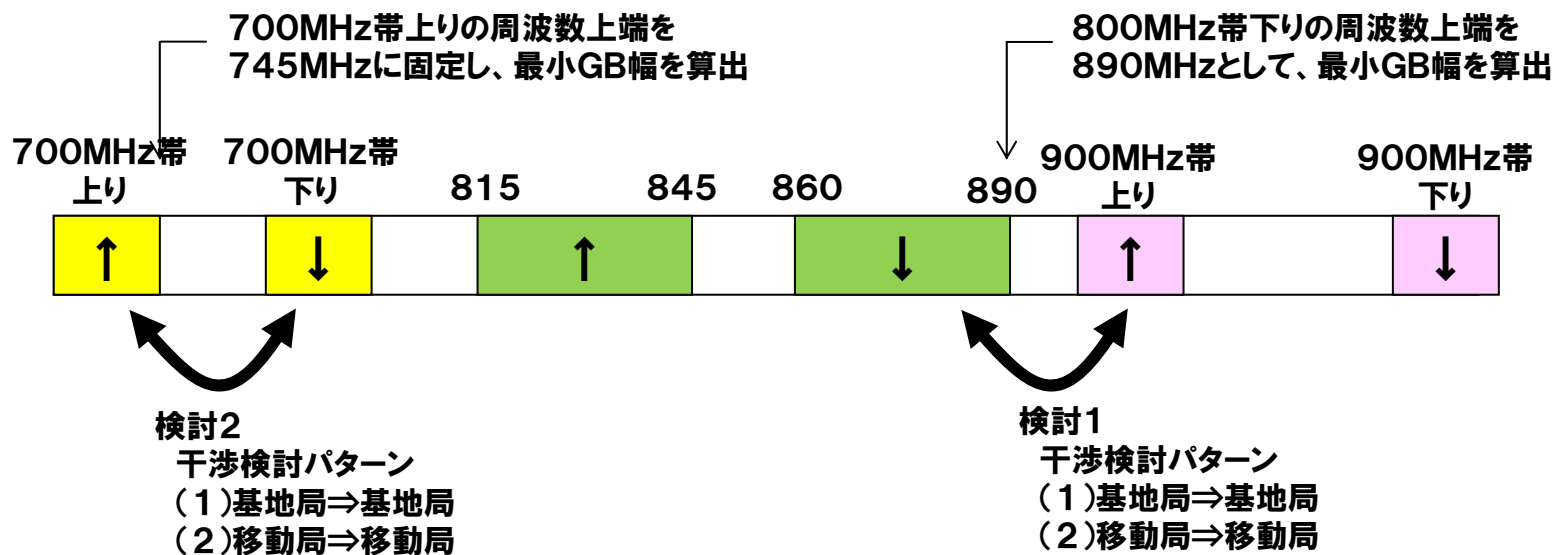 700MHz帯上りの周波数上端を
745MHzに固定し、最小GB幅を算出
800MHz帯下りの周波数上端を
890MHzとして、最小GB幅を算出
700MHz帯
上り
700MHz帯
下り
815
845
860
890
900MHz帯
上り
900MHz帯
下り
↑
↓
↑
↓
↑
↓
検討2
干渉検討パターン
(1)基地局⇒基地局
(2)移動局⇒移動局
検討1
干渉検討パターン
(1)基地局⇒基地局
(2)移動局⇒移動局